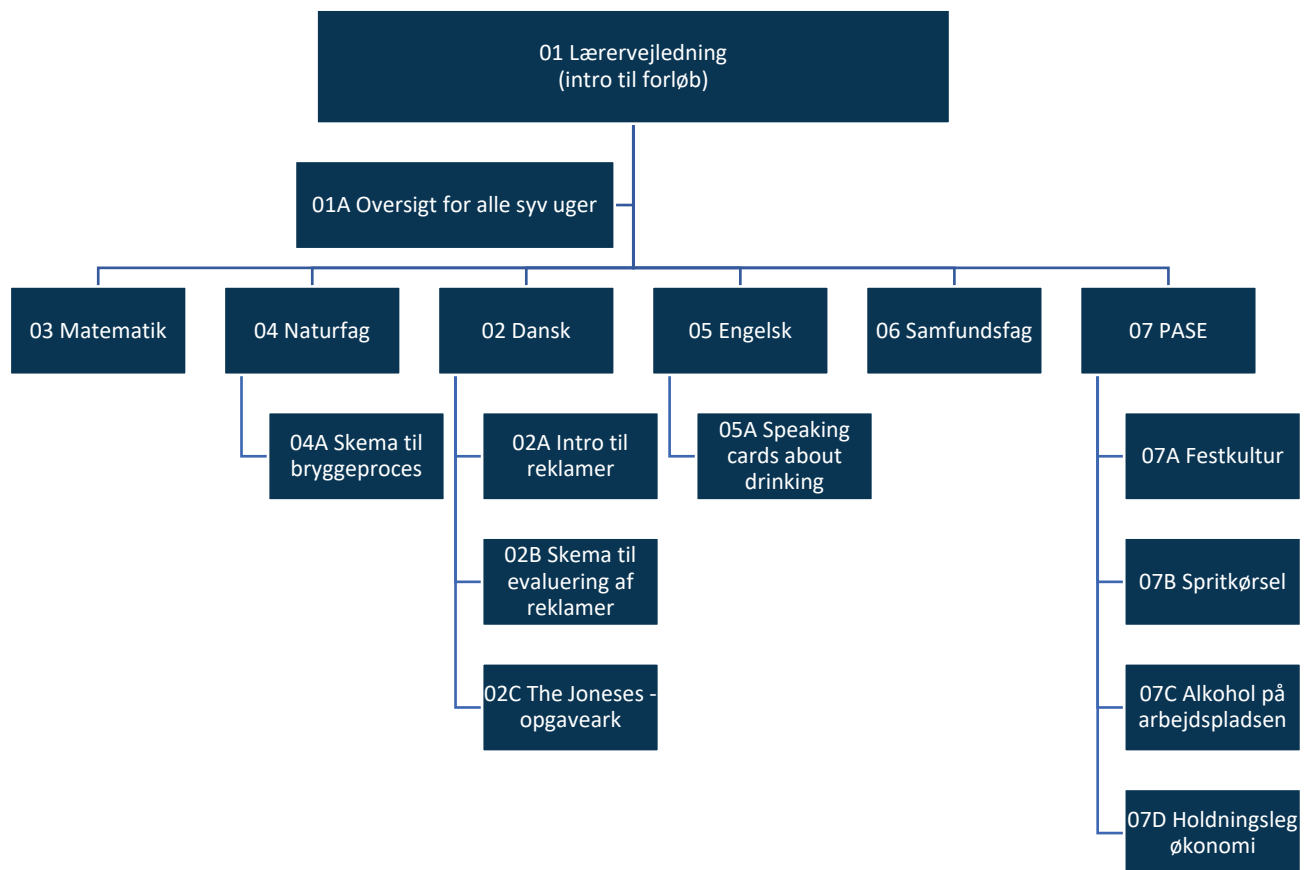 01 Lærervejledning
(intro til forløb)
01A Oversigt for alle syv uger
03 Matematik
04 Naturfag
02 Dansk
05 Engelsk
06 Samfundsfag
07 PASE
04A Skema til
bryggeproces
02A Intro til
reklamer
02B Skema til
evaluering af
reklamer
02C The Joneses -
opgaveark
05A Speaking
cards about
drinking
07A Festkultur
07B Spritkørsel
07C Alkohol på
arbejdspladsen
07D Holdningsleg
økonomi